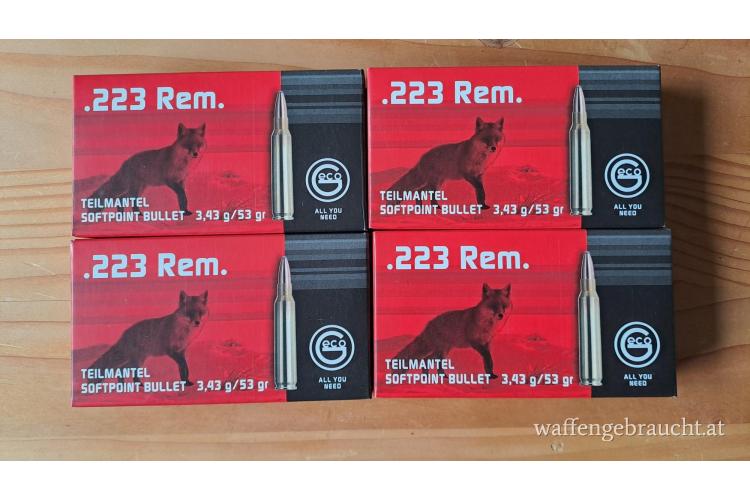 .223 Rem.
TEILMANTEL
SOFTPOINT BULLET 3,43 g/53 gr
Geco
ALL YOU
NEED
.223 Rem.
TEILMANTEL
SOFTPOINT BULLET 3,43 g/53 gr
Geco
ALL YOU
NEED
.223 Rem.
TEILMANTEL
SOFTPOINT BULLET 3,43 g/53 gr
Geco
ALL YOU
NEED
.223 Rem.
TEILMANTEL
SOFTPOINT BULLET 3,43 g/53 gr
Geco
ALL YOU
NEED
waffengebraucht.at